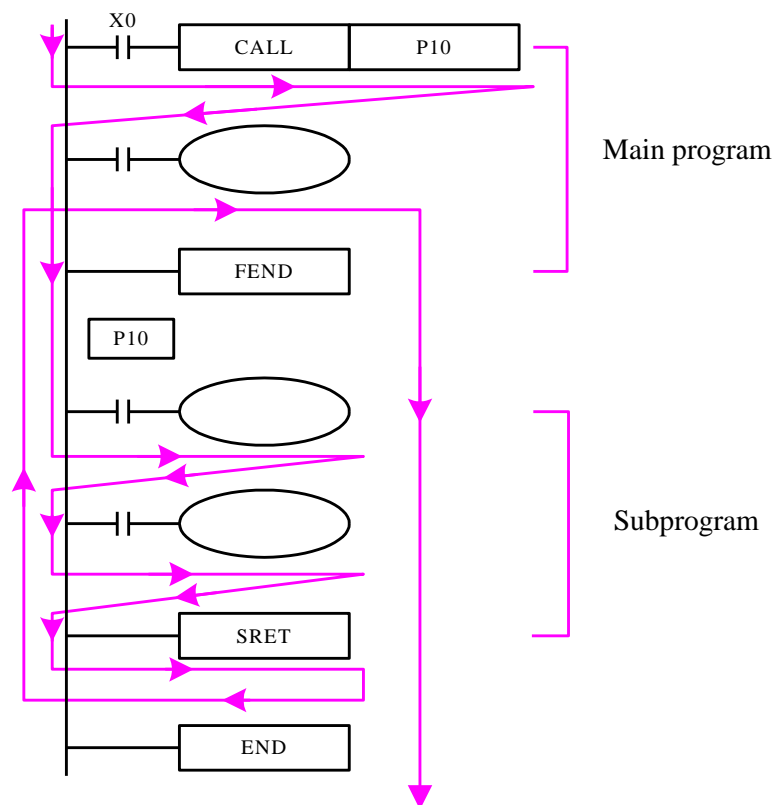 X0
CALL P10
Main program
FEND
P10
Subprogram
SRET
END